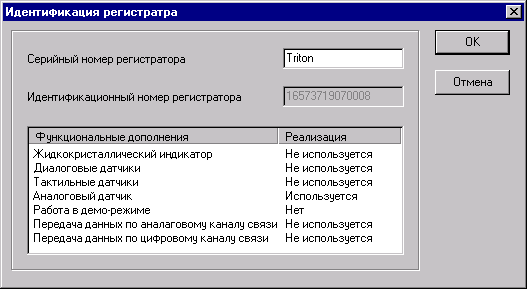 Идентификация регистратра
Серийный номер регистратора Triton OK
Идентификационный номер регистратора 16573719070008 Отмена
Функциональные дополнения Реализация
Жидкокристаллический индикатор Не используется
Диалоговые датчики Не используется
Тактильные датчики Не используется
Аналоговый датчик Используется
Работа в демо-режиме Нет
Передача данных по аналаговому каналу связи Не используется
Передача данных по цифровому каналу связи Не используется